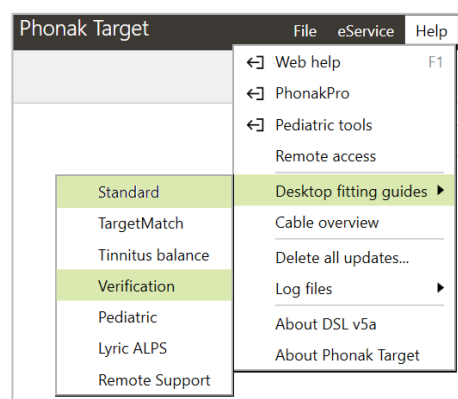 Phonak Target
File eService Help
Web help F1
PhonakPro
Pediatric tools
Remote access
Desktop fitting guides
Cable overview
Delete all updates...
Log files
About DSL v5a
About Phonak Target
Standard
TargetMatch
Tinnitus balance
Verification
Pediatric
Lyric ALPS
Remote Support